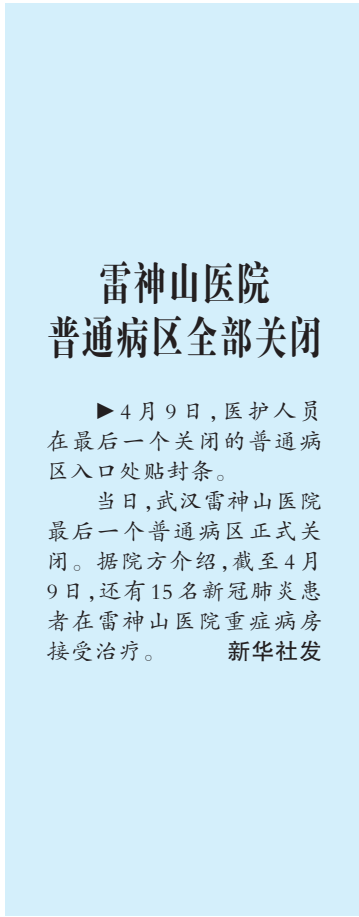 雷神山医院
普通病区全部关闭
▶4月9日,医护人员
在最后一个关闭的普通病
区入口处贴封条。
当日,武汉雷神山医院
最后一个普通病区正式关
闭。据院方介绍,截至4月
9日,还有15名新冠肺炎患
者在雷神山医院重症病房
接受治疗。 新华社发